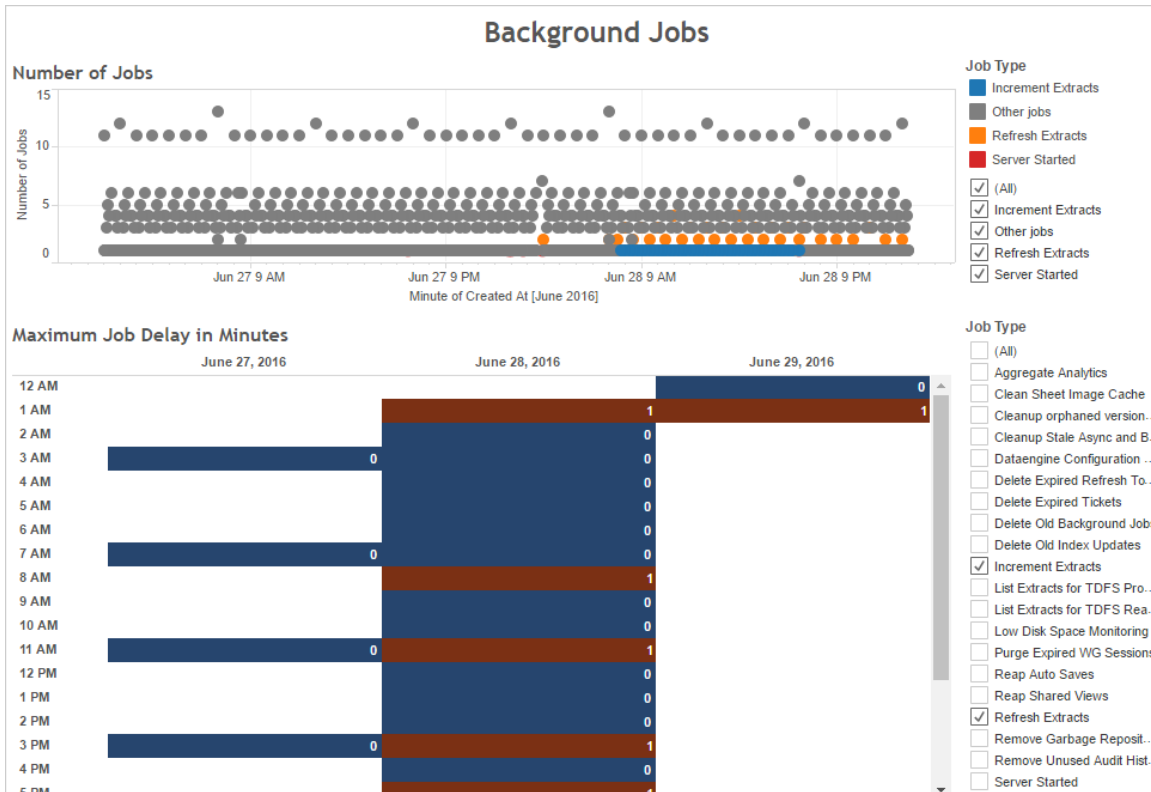 Background Jobs
Number of Jobs
15
10
5
0
Number of Jobs
Jun 27 9 AM Jun 27 9 PM Jun 28 9 AM Jun 28 9 PM
Minute of Created At [June 2016]
Job Type
Increment Extracts
Other jobs
Refresh Extracts
Server Started
(All)
Increment Extracts
Other jobs
Refresh Extracts
Server Started
Maximum Job Delay in Minutes
June 27, 2016 June 28, 2016 June 29, 2016
12 AM 0
1 AM 1 1
2 AM 0
3 AM 0 0
4 AM 0
5 AM 0
6 AM 0
7 AM 0 0
8 AM 1
9 AM 0
10 AM 0
11 AM 0 1
12 PM 0
1 PM 0
2 PM 0
3 PM 0 1
4 PM 0
5 PM 1
Job Type
(All)
Aggregate Analytics
Clean Sheet Image Cache
Cleanup orphaned version...
Cleanup Stale Async and B...
Dataengine Configuration ...
Delete Expired Refresh To...
Delete Expired Tickets
Delete Old Background Jobs
Delete Old Index Updates
Increment Extracts
List Extracts for TDFS Pro...
List Extracts for TDFS Rea...
Low Disk Space Monitoring
Purge Expired WG Sessions
Reap Auto Saves
Reap Shared Views
Refresh Extracts
Remove Garbage Reposit...
Remove Unused Audit Hist...
Server Started